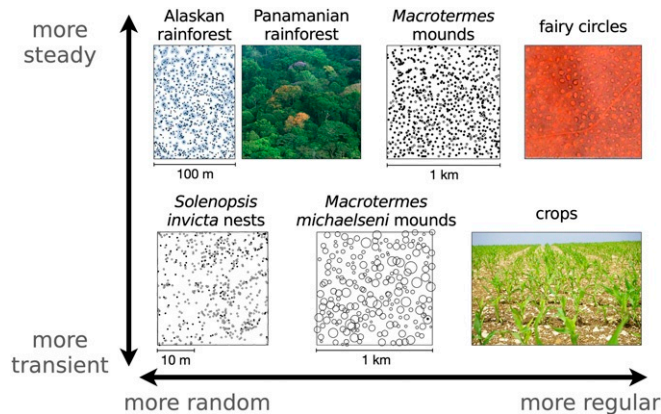 more
steady
Alaskan
rainforest
Panamanian
rainforest
Macrotermes
mounds
fairy circles
100 m
1 km
Solenopsis
invicta nests
Macrotermes
michaelseni mounds
crops
more
transient
10 m
1 km
more random
more regular